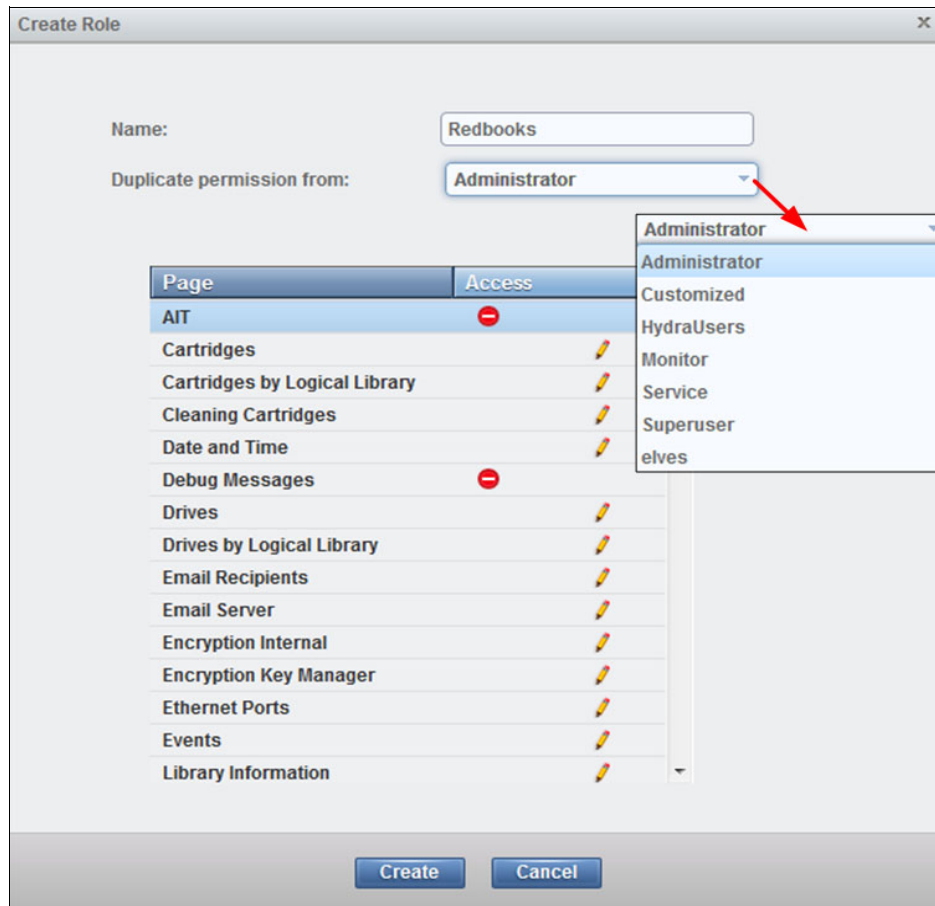 Create Role
Name:
Redbooks
Duplicate permission from:
Administrator
Administrator
Administrator
Customized
HydraUsers
Monitor
Service
Superuser
elves
Page Access
AIT
Cartridges
Cartridges by Logical Library
Cleaning Cartridges
Date and Time
Debug Messages
Drives
Drives by Logical Library
Email Recipients
Email Server
Encryption Internal
Encryption Key Manager
Ethernet Ports
Events
Library Information
Create Cancel